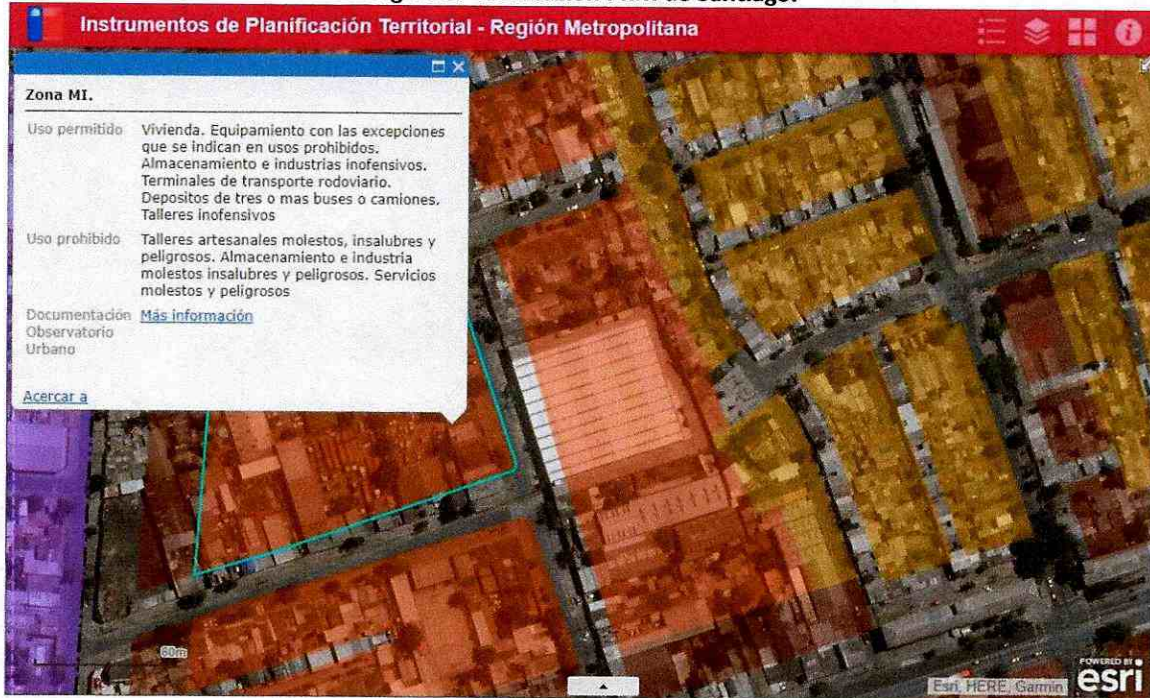 de Santiago.
Instrumentos de Planificación Territorial - Región Metropolitana
Zona MI.
Uso permitido Vivienda. Equipamiento con las excepciones
que se indican en usos prohibidos.
Almacenamiento e industrias inofensivos.
Terminales de transporte rodoviario.
Depositos de tres o mas buses o camiones.
Talleres inofensivos
Uso prohibido Talleres artesanales molestos, insalubres y
peligrosos. Almacenamiento e industria
molestos insalubres y peligrosos. Servicios
molestos y peligrosos
Documentación Más información
Observatorio
Urbano
Acercar a
60m
Esri, HERE, Garmin
POWERED BY
esri